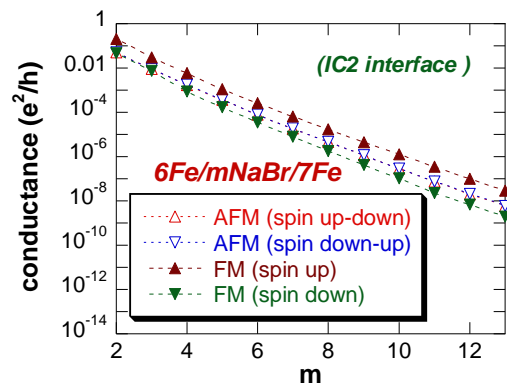 1
0.01
10^-4
10^-6
10^-8
10^-10
10^-12
10^-14
conductance (e²/h)
(IC2 interface )
6Fe/mNaBr/7Fe
AFM (spin up-down)
AFM (spin down-up)
FM (spin up)
FM (spin down)
2 4 6 8 10 12
m